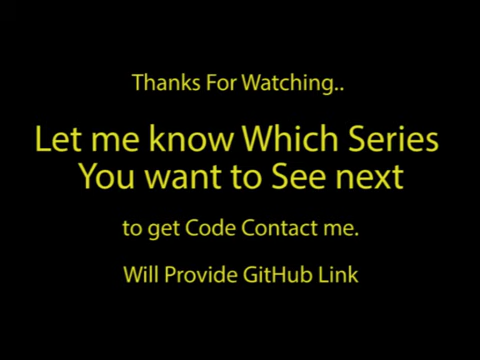 Thanks For Watching..
Let me know Which Series
You want to See next
to get Code Contact me.
Will Provide GitHub Link